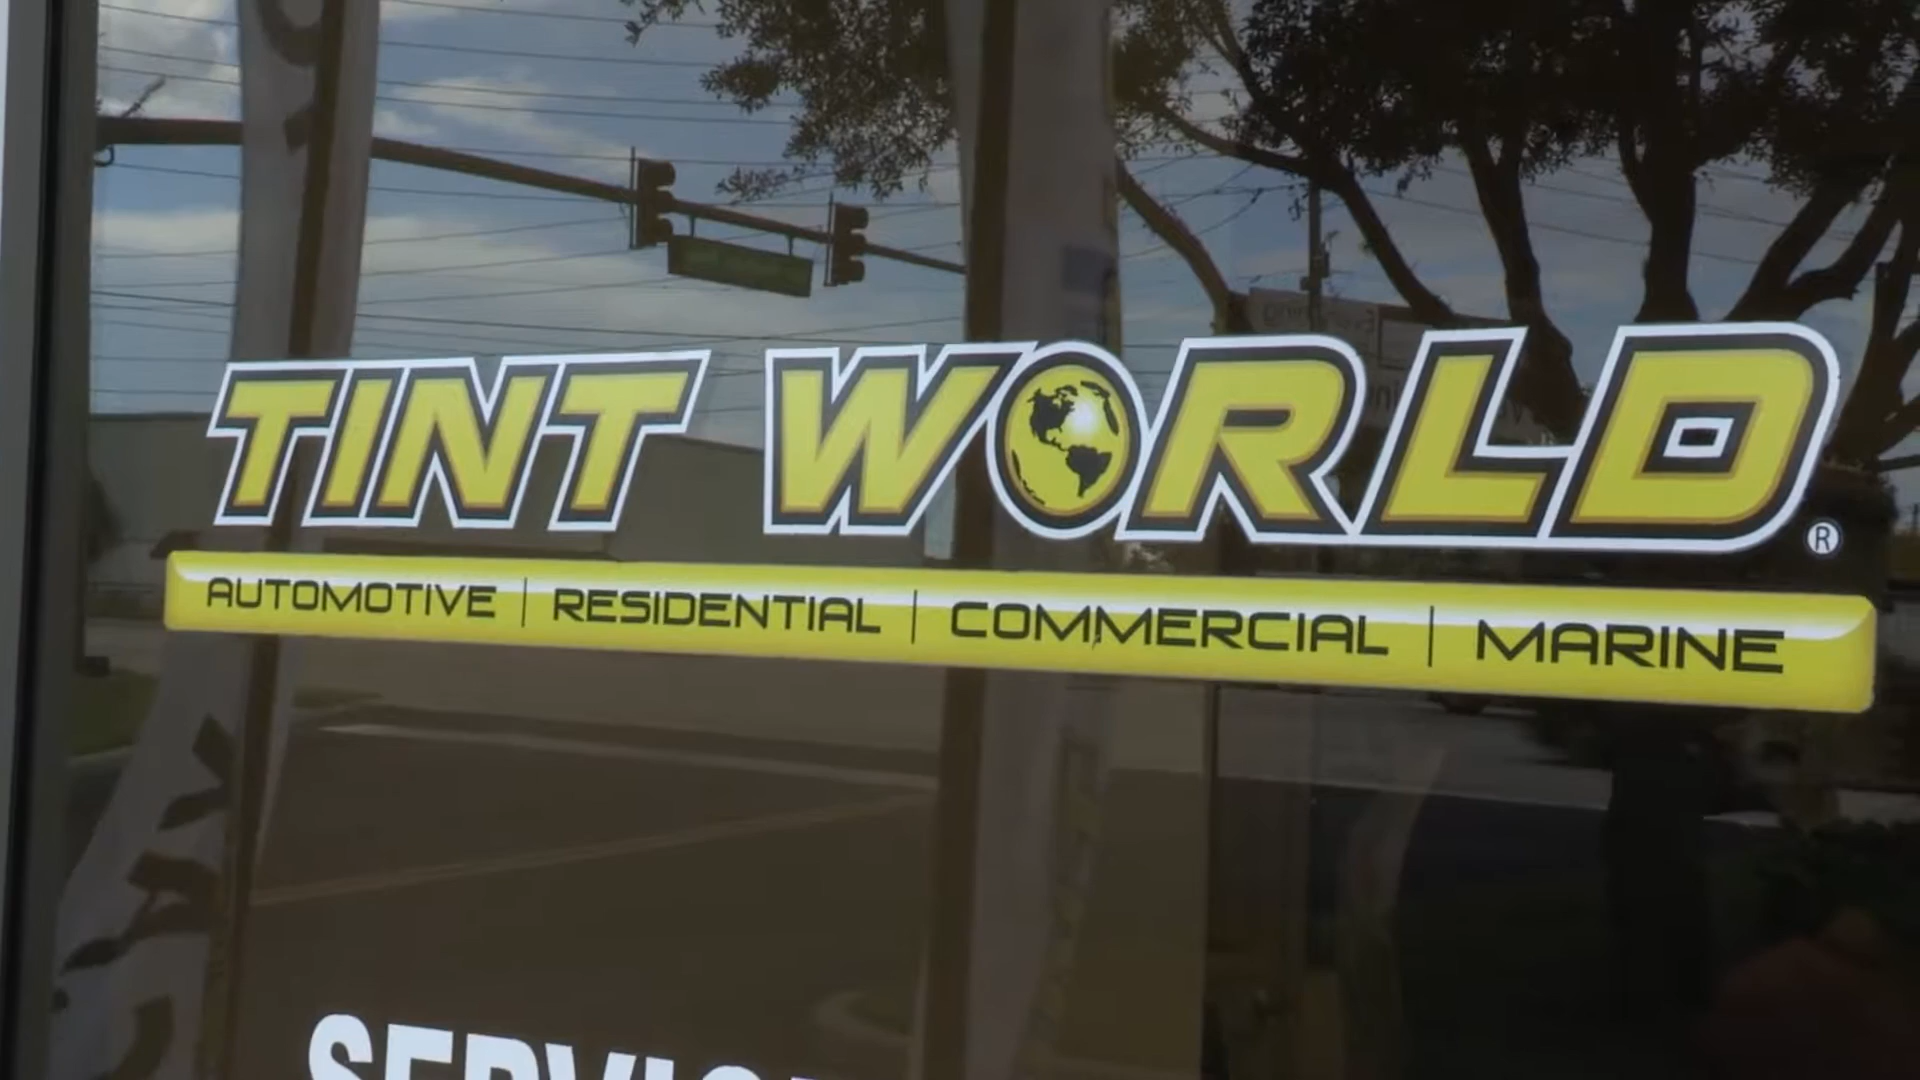 TINT WORLD®
AUTOMOTIVE | RESIDENTIAL | COMMERCIAL | MARINE